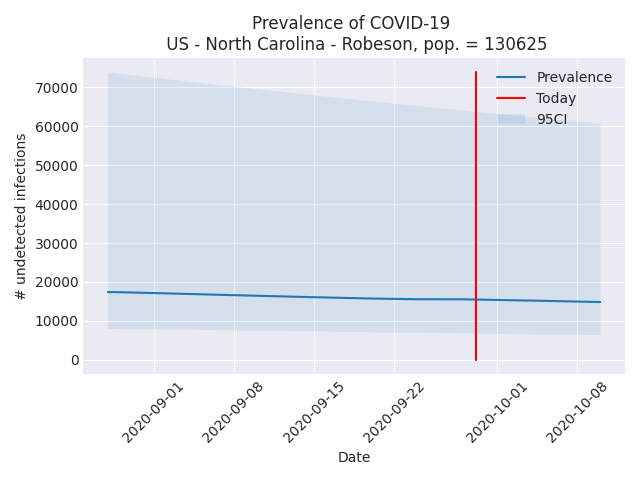 Prevalence of COVID-19
US - North Carolina - Robeson, pop. = 130625
Prevalence
Today
95CI
# undetected infections
70000
60000
50000
40000
30000
20000
10000
0
2020-09-01
2020-09-08
2020-09-15
2020-09-22
2020-10-01
2020-10-08
Date